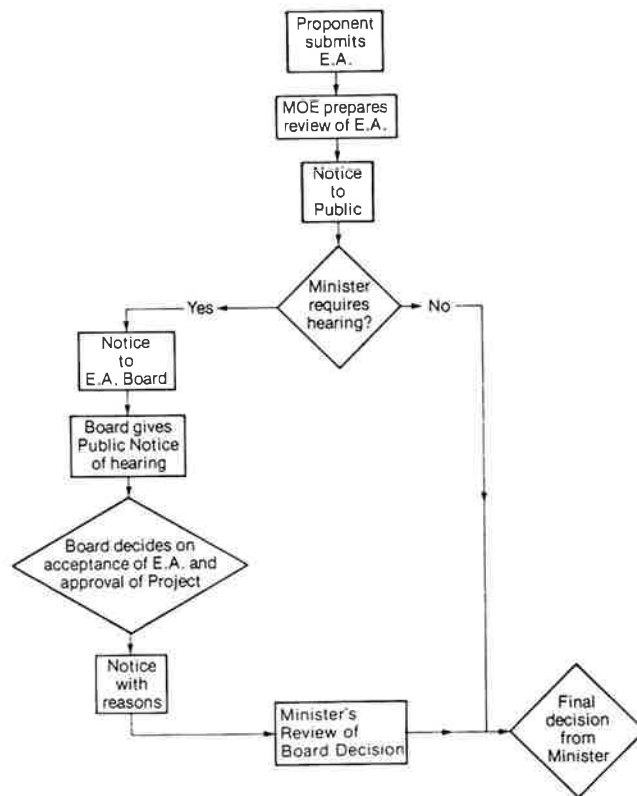 Proponent
submits
E.A.
MOE prepares
review of E.A.
Notice
to
Public
Minister
requires
hearing?
Yes
No
Notice
to
E.A. Board
Board gives
Public Notice
of hearing
Board decides on
acceptance of E.A. and
approval of Project
Notice
with
reasons
Minister's
Review of
Board Decision
Final
decision
from
Minister